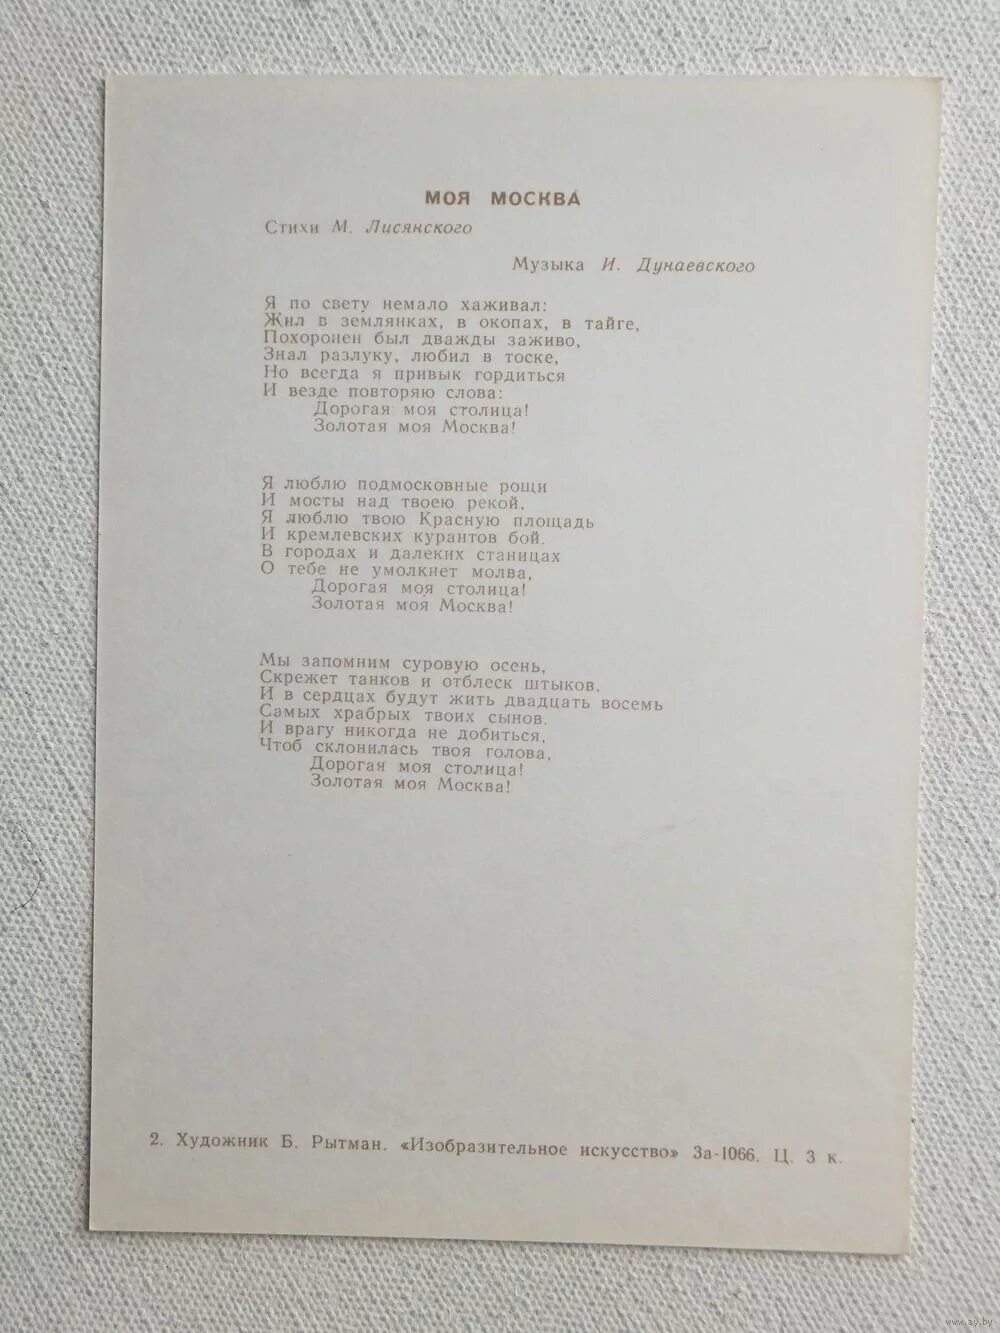 МОЯ МОСКВА
Стихи М. Лисянского
Музыка И. Дунаевского
Я по свету немало хаживал:
Жил в землянках, в окопах, в тайге,
Похоронен был дважды заживо,
Знал разлуку, любил в тоске,
Но всегда я привык гордиться
И везде повторяю слова:
Дорогая моя столица!
Золотая моя Москва!
Я люблю подмосковные рощи
И мосты над твоею рекой.
Я люблю твою Красную площадь
И кремлевских курантов бой.
В городах и далеких станицах
О тебе не умолкнет молва,
Дорогая моя столица!
Золотая моя Москва!
Мы запомним суровую осень,
Скрежет танков и отблеск штыков,
И в сердцах будут жить двадцать восемь
Самых храбрых твоих сынов.
И врагу никогда не добиться,
Чтоб склонилась твоя голова,
Дорогая моя столица!
Золотая моя Москва!
2. Художник Б. Рытман. «Изобразительное искусство» За-1066. Ц. 3 к.
www.ay.by